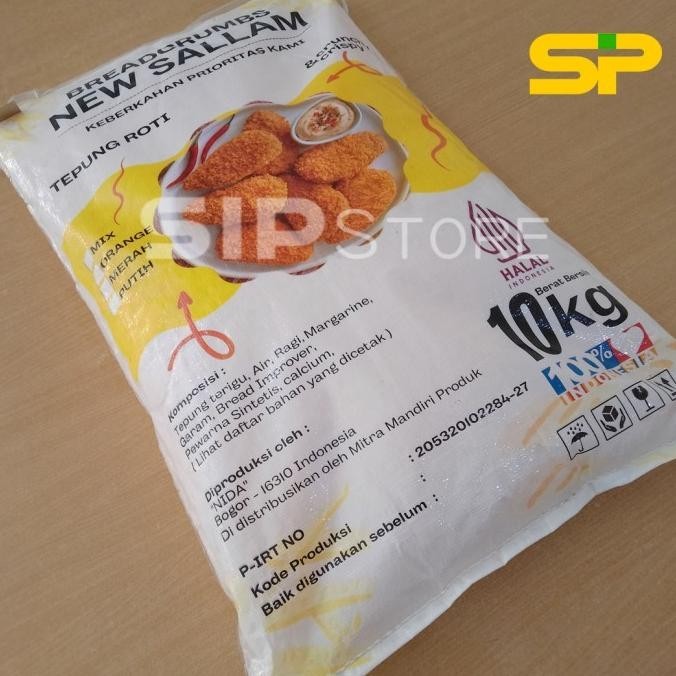 SIP
BREADCRUMBS
NEW SALLAM
KEBERKAHAN PRIORITAS KAMI
crunch
& crispy
TEPUNG ROTI
SIP STORE
MIX
ORANGE
MERAH
PUTIH
HALAL
INDONESIA
Berat Bersih
10kg
100%
INDONESIA
Komposisi :
Tepung terigu, Air, Ragi, Margarine,
Garam, Bread Improver,
Pewarna Sintetis, calcium,
( Lihat daftar bahan yang dicetak )
Diproduksi oleh :
"NIDA"
Bogor - 16310 Indonesia
Di distribusikan oleh Mitra Mandiri Produk
P-IRT NO : 205320102284-27
Kode Produksi :
Baik digunakan sebelum :